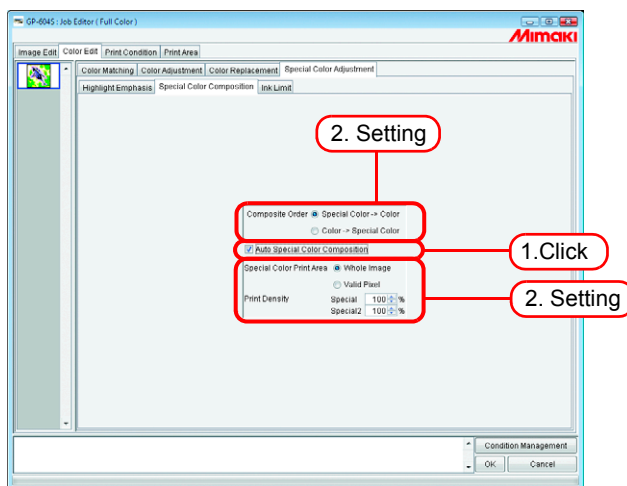 GP-604S : Job Editor ( Full Color )
Mimaki
Image Edit Color Edit Print Condition Print Area
Color Matching Color Adjustment Color Replacement Special Color Adjustment
Highlight Emphasis Special Color Composition Ink Limit
2. Setting
Composite Order Special Color -> Color
Color -> Special Color
Auto Special Color Composition
1.Click
Special Color Print Area Whole Image
Valid Pixel
2. Setting
Print Density Special 100 %
Special2 100 %
Condition Management
OK Cancel